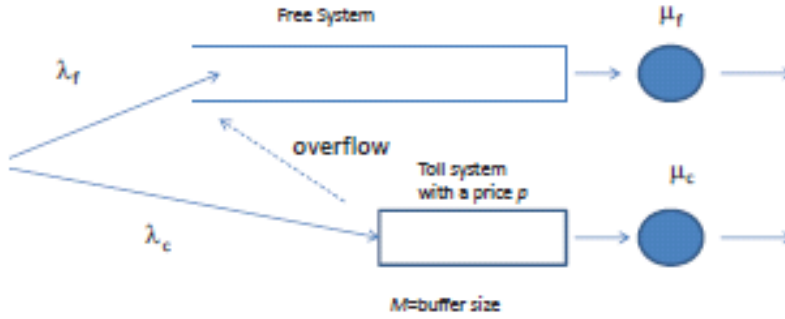 Free System
μf
λf
overflow
Toll system
with a price p
μc
λc
M=buffer size